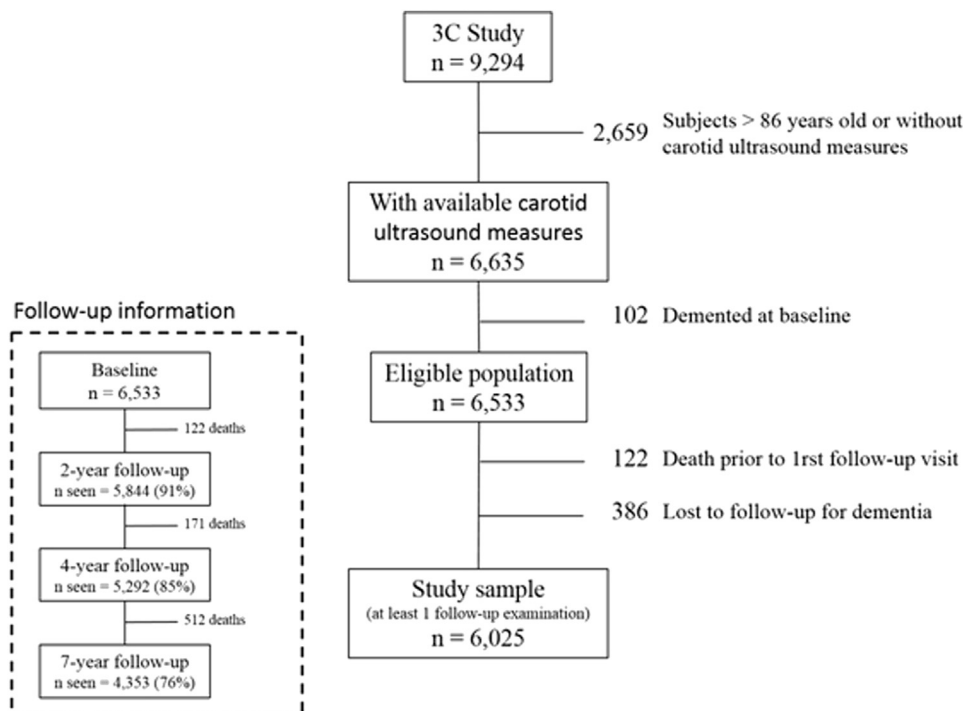 3C Study
n = 9,294
2,659 Subjects > 86 years old or without
carotid ultrasound measures
With available carotid
ultrasound measures
n = 6,635
102 Demented at baseline
Eligible population
n = 6,533
122 Death prior to 1rst follow-up visit
386 Lost to follow-up for dementia
Study sample
(at least 1 follow-up examination)
n = 6,025
Follow-up information
Baseline
n = 6,533
122 deaths
2-year follow-up
n seen = 5,844 (91%)
171 deaths
4-year follow-up
n seen = 5,292 (85%)
512 deaths
7-year follow-up
n seen = 4,353 (76%)